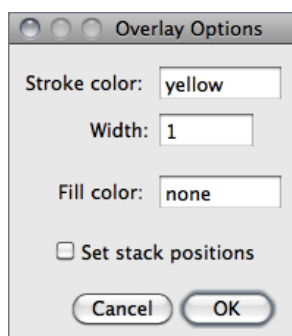 Overlay Options
Stroke color: yellow
Width: 1
Fill color: none
Set stack positions
Cancel OK